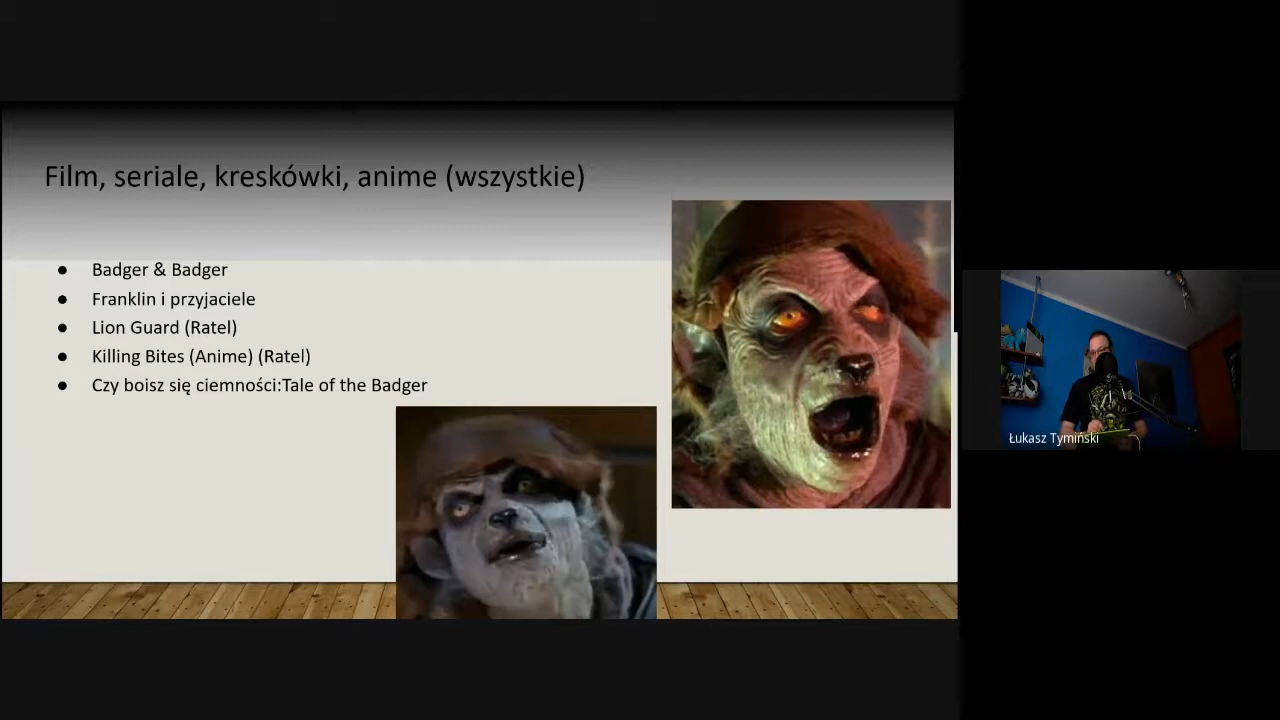 Film, seriale, kreskówki, anime (wszystkie)
Badger & Badger
Franklin i przyjaciele
Lion Guard (Ratel)
Killing Bites (Anime) (Ratel)
Czy boisz się ciemności:Tale of the Badger
Łukasz Tymiński